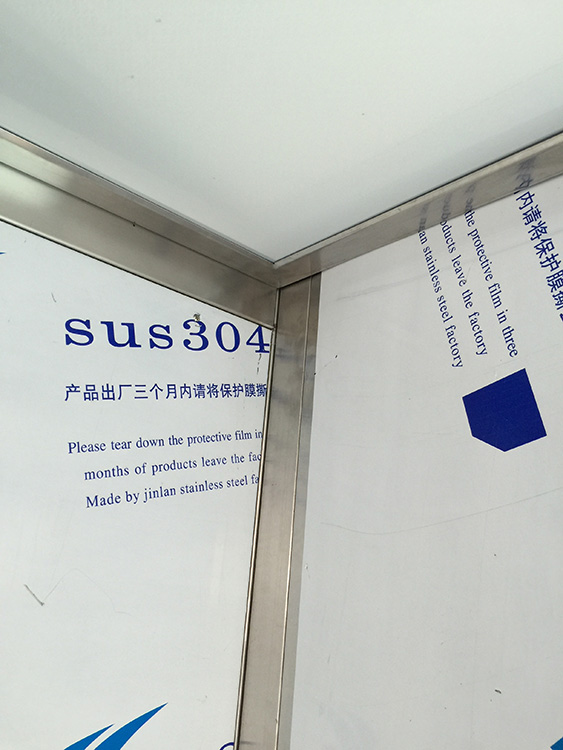 sus304
产品出厂三个月内请将保护膜撕
Please tear down the protective film in
months of products leave the fac
Made by jinlan stainless steel fa
内请将保护膜撕
the protective film in three
products leave the factory
stainless steel factory